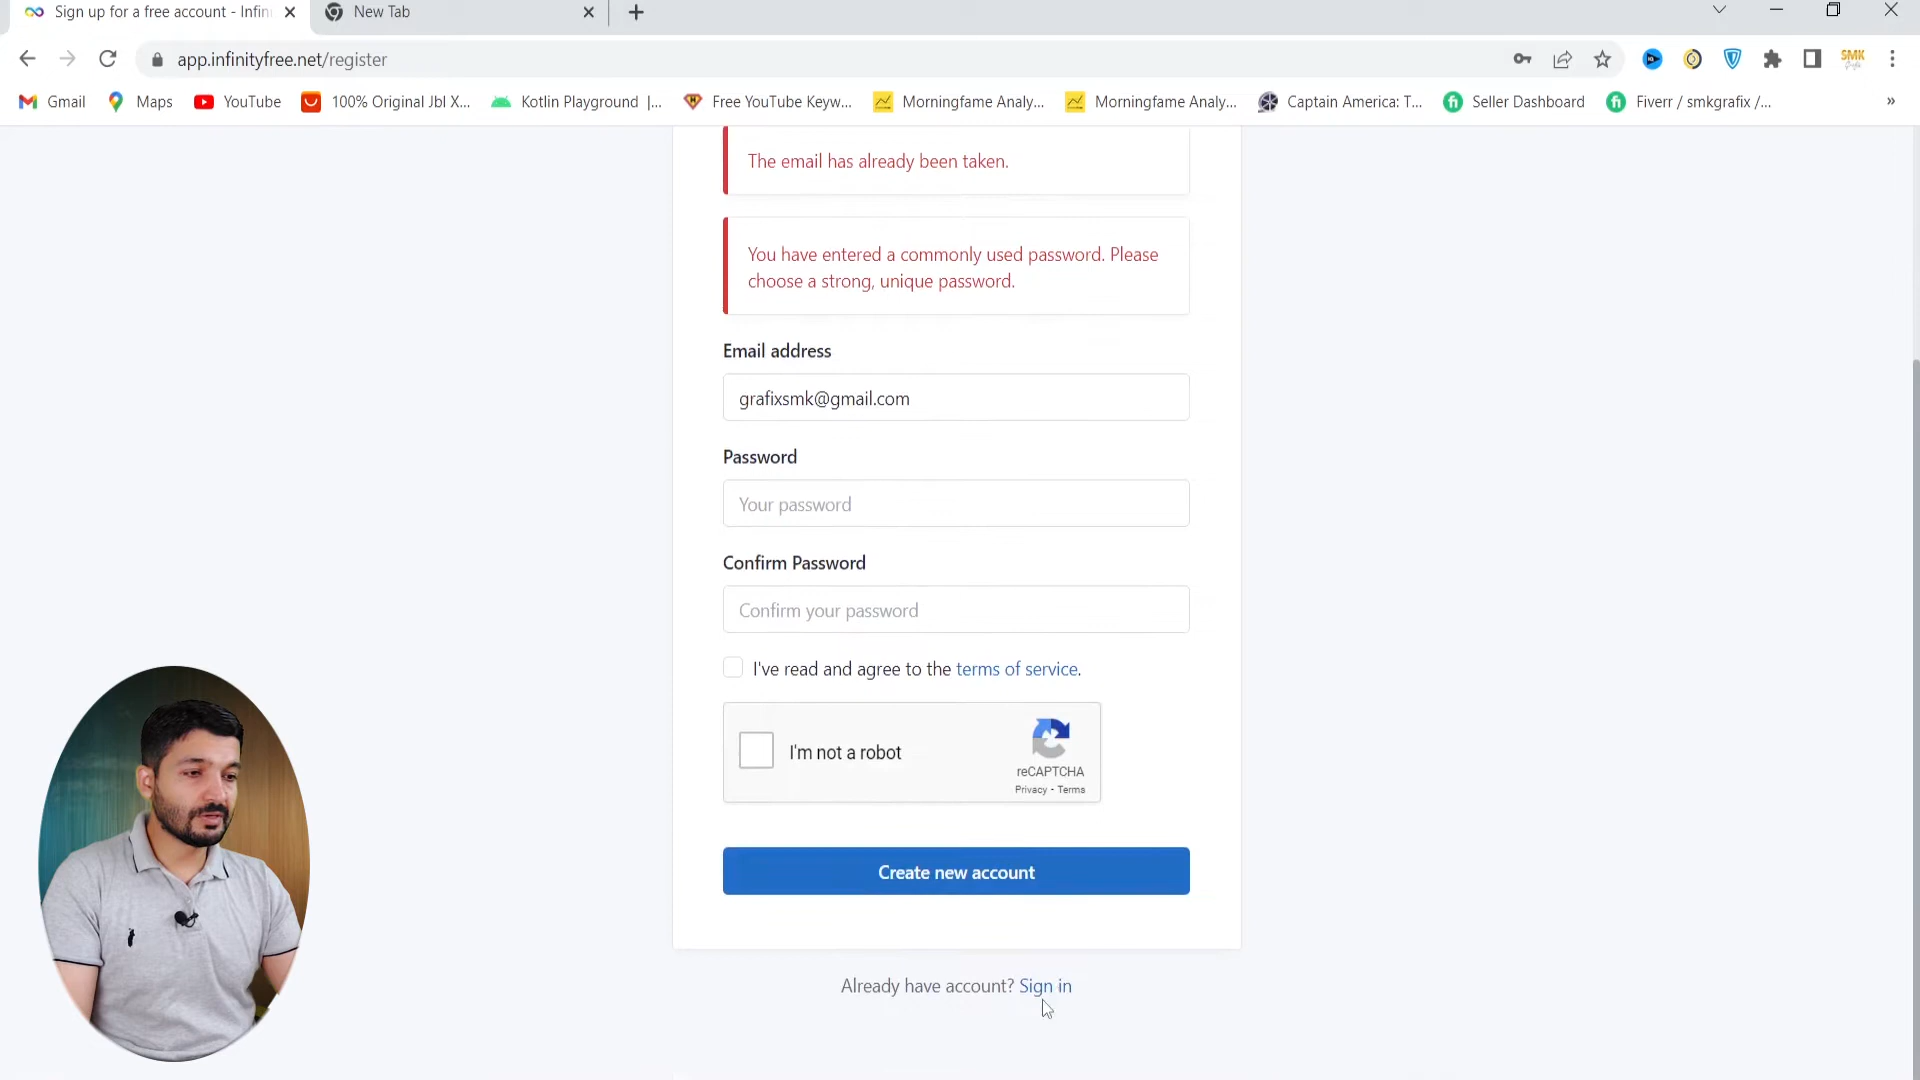 Sign up for a free account - Infin
New Tab
app.infinityfree.net/register
SMK
Gmail
Maps
YouTube
100% Original Jbl X...
Kotlin Playground |...
Free YouTube Keyw...
Morningfame Analy...
Morningfame Analy...
Captain America: T...
Seller Dashboard
Fiverr / smkgrafix /...
»
The email has already been taken.
You have entered a commonly used password. Please
choose a strong, unique password.
Email address
grafixsmk@gmail.com
Password
Your password
Confirm Password
Confirm your password
I've read and agree to the terms of service.
I'm not a robot
reCAPTCHA
Privacy - Terms
Create new account
Already have account? Sign in